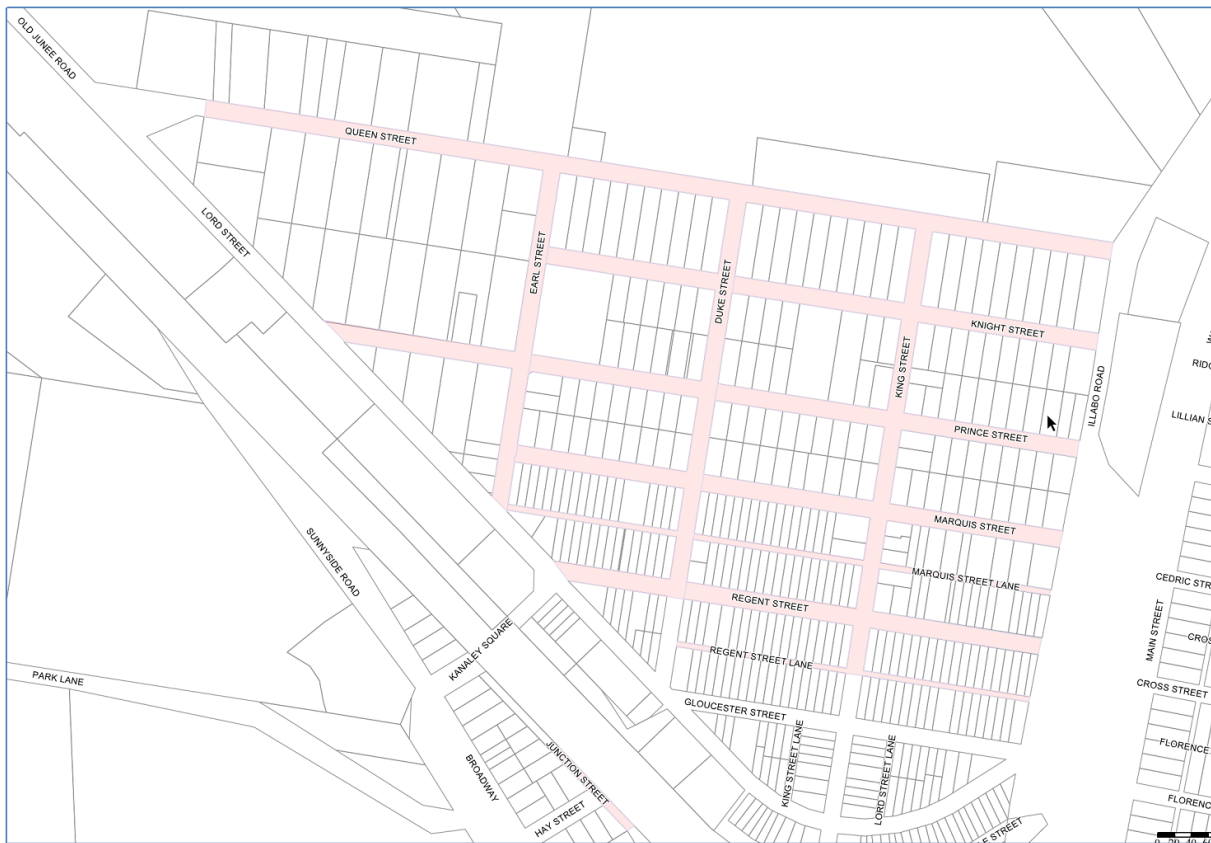 OLD JUNEE ROAD
QUEEN STREET
LORD STREET
EARL STREET
DUKE STREET
KNIGHT STREET
KING STREET
ILLABO ROAD
LILLIAN S
PRINCE STREET
MARQUIS STREET
SUNNYSIDE ROAD
MARQUIS STREET LANE
CEDRIC STR
REGENT STREET
MAIN STREET
KANALEY SQUARE
REGENT STREET LANE
PARK LANE
CROSS STREET
GLOUCESTER STREET
KING STREET LANE
LORD STREET LANE
FLORENCE
JUNCTION STREET
BROADWAY
HAY STREET
FLORENC
E STREET